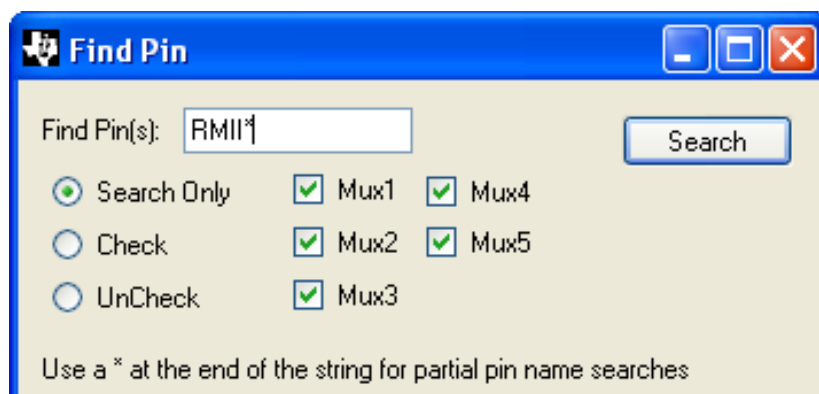 Find Pin
Find Pin(s): RMII* Search
Search Only Mux1 Mux4
Check Mux2 Mux5
UnCheck Mux3
Use a * at the end of the string for partial pin name searches